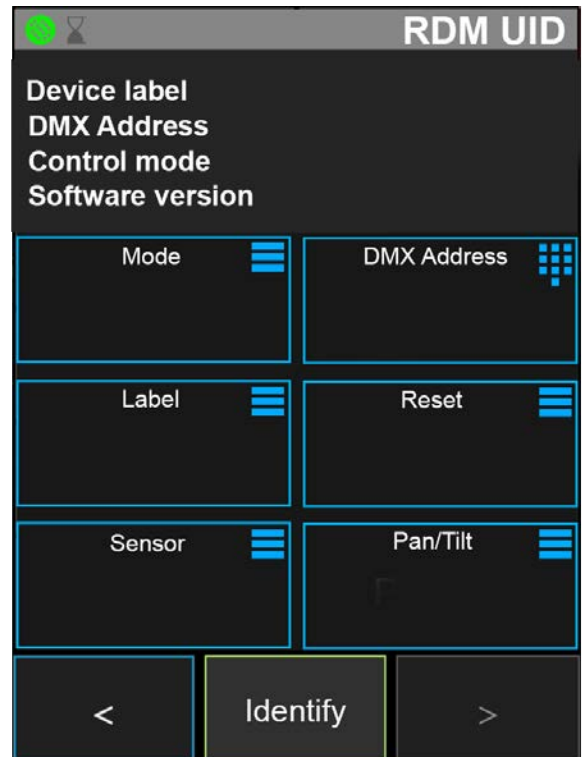 RDM UID
Device label
DMX Address
Control mode
Software version
Mode
DMX Address
Label
Reset
Sensor
Pan/Tilt
<
Identify
>